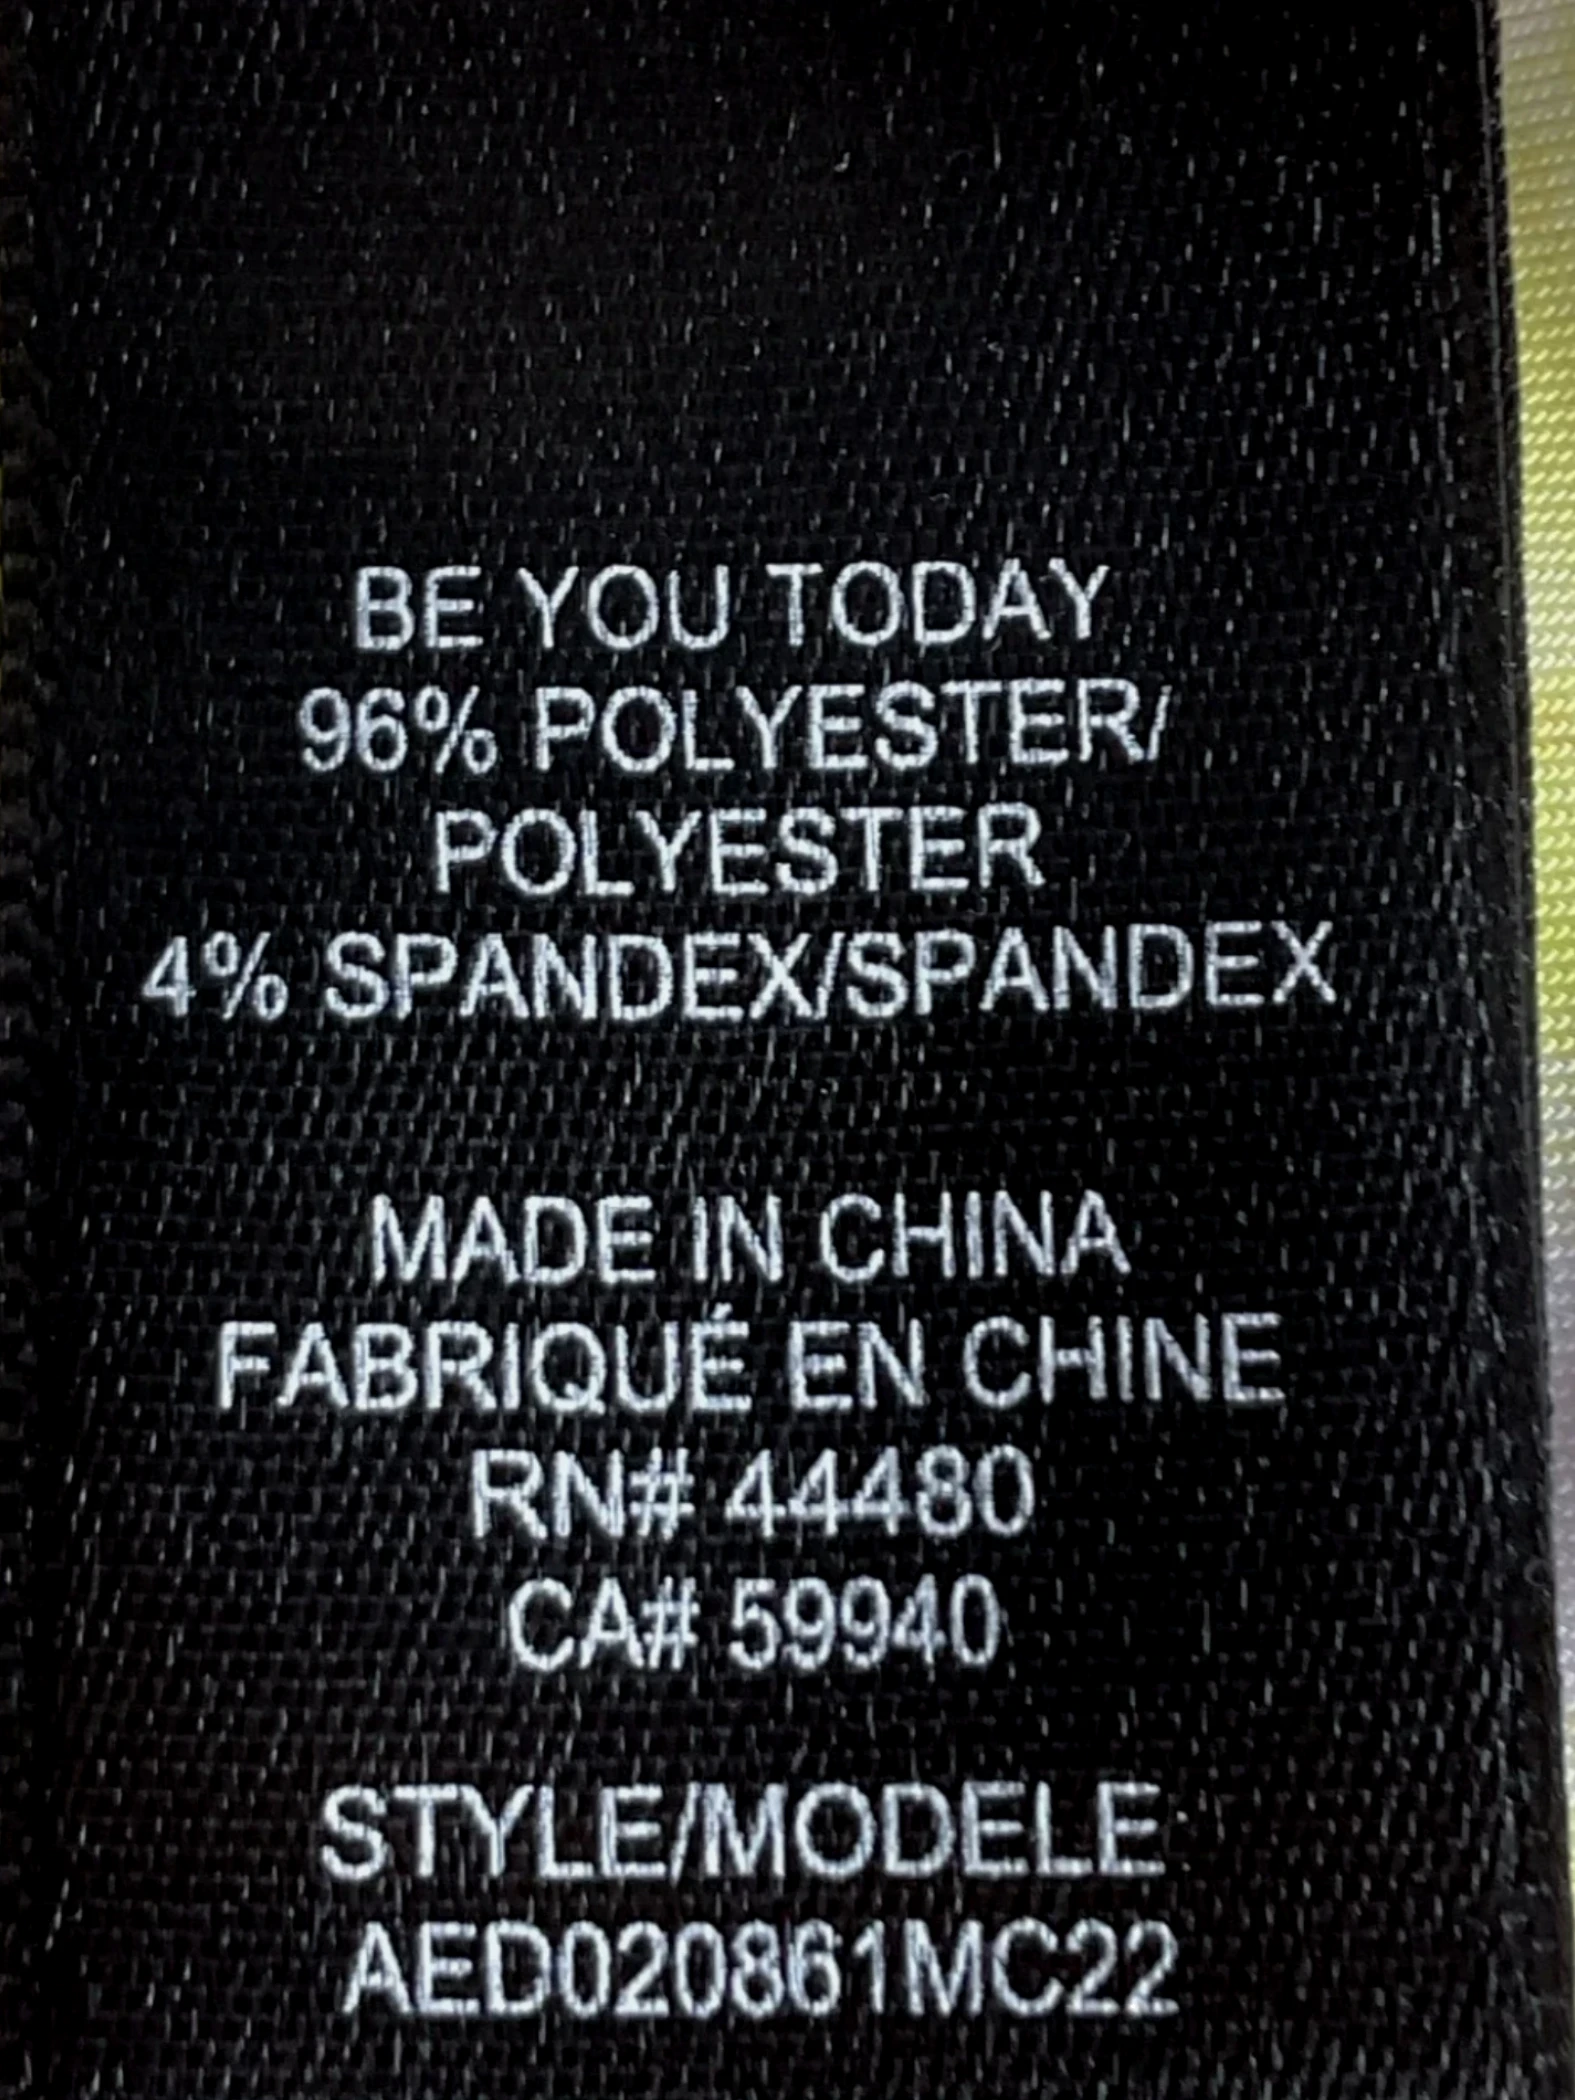 BE YOU TODAY
96% POLYESTER/
POLYESTER
4% SPANDEX/SPANDEX
MADE IN CHINA
FABRIQUÉ EN CHINE
RN# 44480
CA# 59940
STYLE/MODELE
AED020861MC22